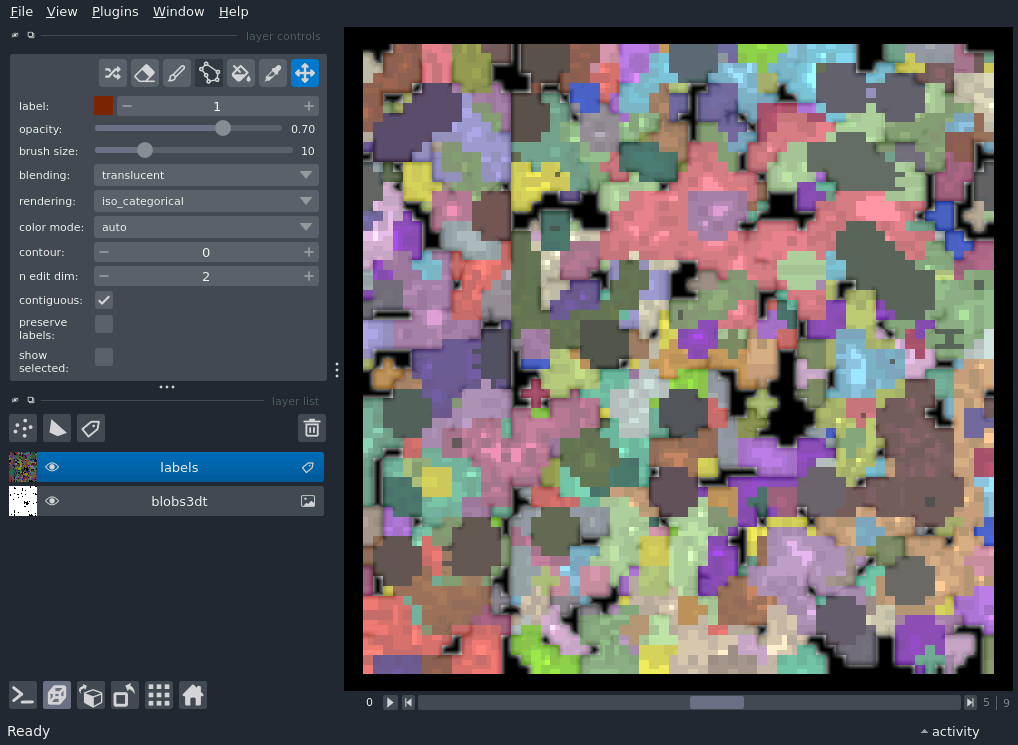 File View Plugins Window Help
layer controls
label: 1
opacity: 0.70
brush size: 10
blending: translucent
rendering: iso_categorical
color mode: auto
contour: 0
n edit dim: 2
contiguous:
preserve
labels:
show
selected:
layer list
labels
blobs3dt
0 5 | 9
Ready activity